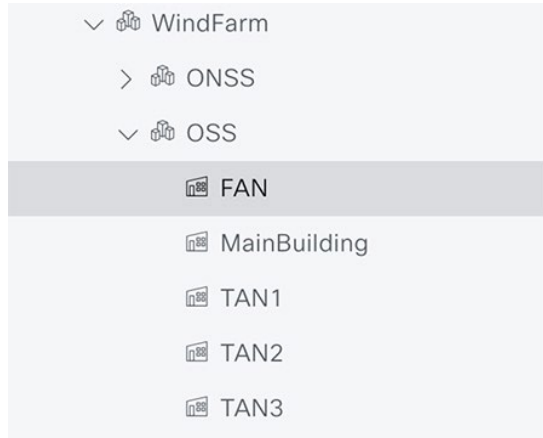 WindFarm
ONSS
OSS
FAN
MainBuilding
TAN1
TAN2
TAN3